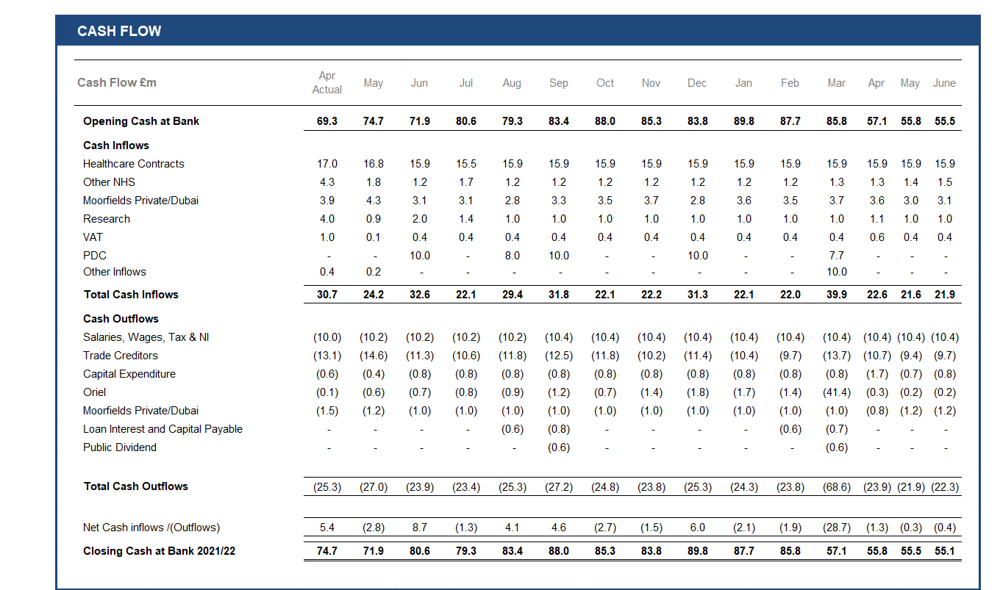 CASH FLOW
Cash Flow £m Apr Actual May Jun Jul Aug Sep Oct Nov Dec Jan Feb Mar Apr May June
Opening Cash at Bank 69.3 74.7 71.9 80.6 79.3 83.4 88.0 85.3 83.8 89.8 87.7 85.8 57.1 55.8 55.5
Cash Inflows
Healthcare Contracts 17.0 16.8 15.9 15.5 15.9 15.9 15.9 15.9 15.9 15.9 15.9 15.9 15.9 15.9 15.9
Other NHS 4.3 1.8 1.2 1.7 1.2 1.2 1.2 1.2 1.2 1.2 1.2 1.3 1.3 1.4 1.5
Moorfields Private/Dubai 3.9 4.3 3.1 3.1 2.8 3.3 3.5 3.7 2.8 3.6 3.5 3.7 3.6 3.0 3.1
Research 4.0 0.9 2.0 1.4 1.0 1.0 1.0 1.0 1.0 1.0 1.0 1.0 1.1 1.0 1.0
VAT 1.0 0.1 0.4 0.4 0.4 0.4 0.4 0.4 0.4 0.4 0.4 0.4 0.6 0.4 0.4
PDC - - 10.0 - 8.0 10.0 - - 10.0 - - 7.7 - - -
Other Inflows 0.4 0.2 - - - - - - - - - 10.0 - - -
Total Cash Inflows 30.7 24.2 32.6 22.1 29.4 31.8 22.1 22.2 31.3 22.1 22.0 39.9 22.6 21.6 21.9
Cash Outflows
Salaries, Wages, Tax & NI (10.0) (10.2) (10.2) (10.2) (10.2) (10.4) (10.4) (10.4) (10.4) (10.4) (10.4) (10.4) (10.4) (10.4) (10.4)
Trade Creditors (13.1) (14.6) (11.3) (10.6) (11.8) (12.5) (11.8) (10.2) (11.4) (10.4) (9.7) (13.7) (10.7) (9.4) (9.7)
Capital Expenditure (0.6) (0.4) (0.8) (0.8) (0.8) (0.8) (0.8) (0.8) (0.8) (0.8) (0.8) (0.8) (1.7) (0.7) (0.8)
Oriel (0.1) (0.6) (0.7) (0.8) (0.9) (1.2) (0.7) (1.4) (1.8) (1.7) (1.4) (41.4) (0.3) (0.2) (0.2)
Moorfields Private/Dubai (1.5) (1.2) (1.0) (1.0) (1.0) (1.0) (1.0) (1.0) (1.0) (1.0) (1.0) (1.0) (0.8) (1.2) (1.2)
Loan Interest and Capital Payable - - - - (0.6) (0.8) - - - - (0.6) (0.7) - - -
Public Dividend - - - - - (0.6) - - - - - (0.6) - - -
Total Cash Outflows (25.3) (27.0) (23.9) (23.4) (25.3) (27.2) (24.8) (23.8) (25.3) (24.3) (23.8) (68.6) (23.9) (21.9) (22.3)
Net Cash inflows /(Outflows) 5.4 (2.8) 8.7 (1.3) 4.1 4.6 (2.7) (1.5) 6.0 (2.1) (1.9) (28.7) (1.3) (0.3) (0.4)
Closing Cash at Bank 2021/22 74.7 71.9 80.6 79.3 83.4 88.0 85.3 83.8 89.8 87.7 85.8 57.1 55.8 55.5 55.1